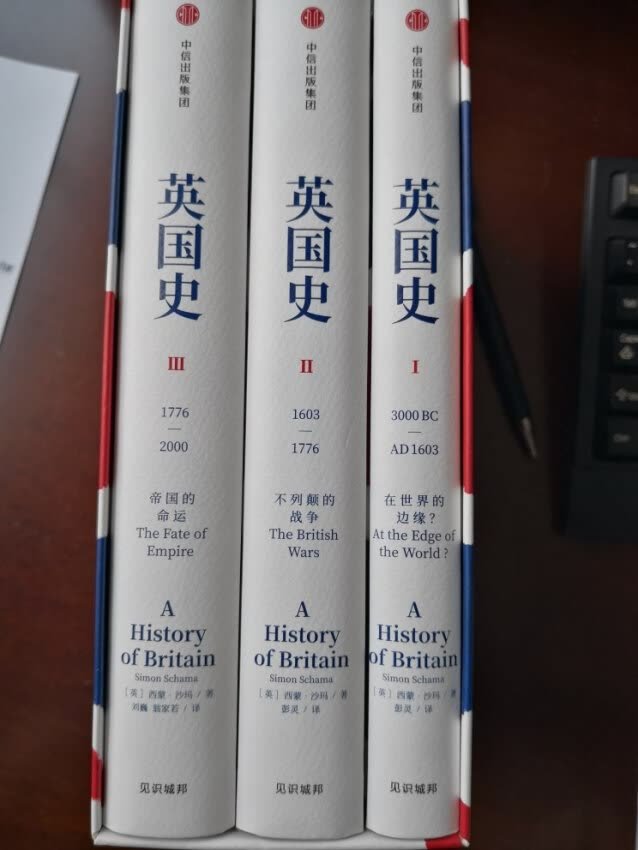 中信出版集团
英国史
III
1776
—
2000
帝国的
命运
The Fate of
Empire
A
History
of Britain
Simon Schama
[英] 西蒙·沙玛 / 著
刘巍 翁家若 / 译
见识城邦
中信出版集团
英国史
II
1603
—
1776
不列颠的
战争
The British
Wars
A
History
of Britain
Simon Schama
[英] 西蒙·沙玛 / 著
彭灵 / 译
见识城邦
中信出版集团
英国史
I
3000 BC
—
AD 1603
在世界的
边缘?
At the Edge of
the World ?
A
History
of Britain
Simon Schama
[英] 西蒙·沙玛 / 著
彭灵 / 译
见识城邦